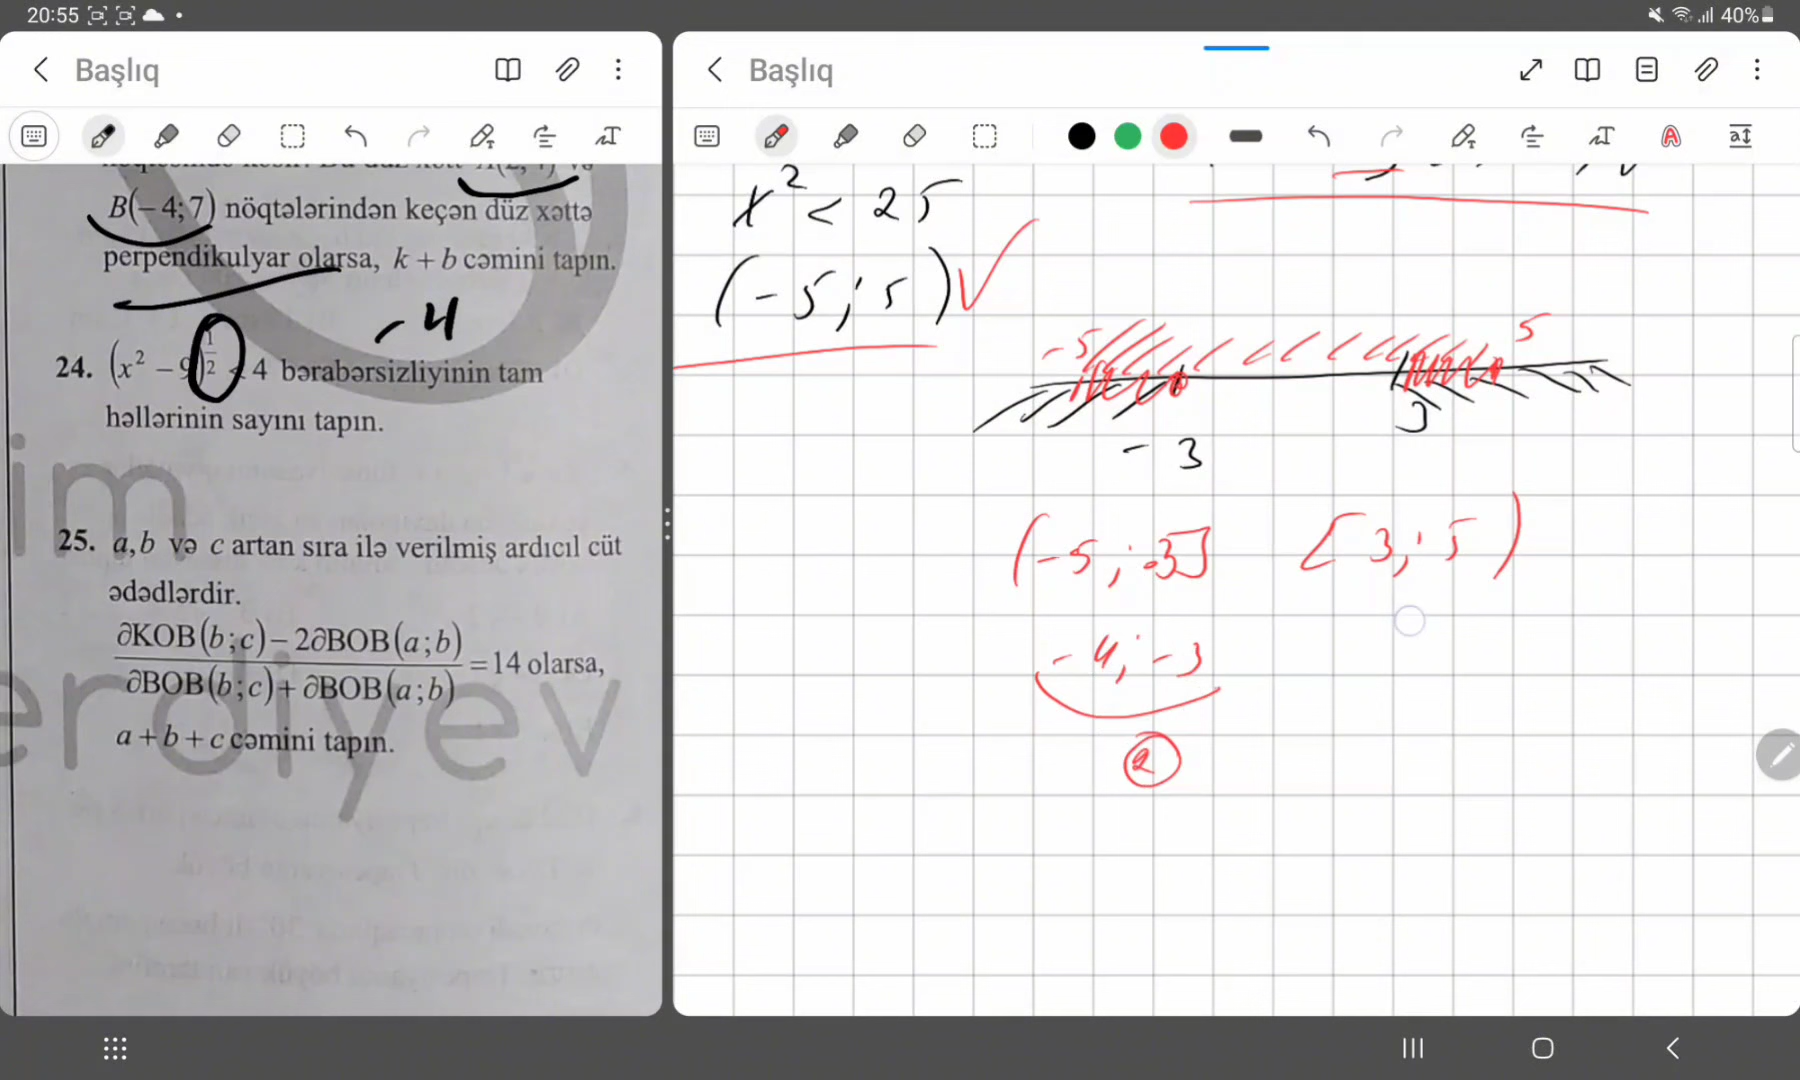 20:55
40%
Başlıq
Başlıq
B(−4;7) nöqtələrindən keçən düz xəttə
perpendikulyar olarsa, k + b cəmini tapın.
-4
24. (x² − 9)^{1/2} < 4 bərabərsizliyinin tam
həllərinin sayını tapın.
25. a,b və c artan sıra ilə verilmiş ardıcıl cüt
ədədlərdir.
∂KOB(b;c)− 2∂BOB(a;b)
∂BOB(b;c)+ ∂BOB(a;b)
=14 olarsa,
a+b+c cəmini tapın.
im
erdiyev
x² < 25
(-5; 5)
-5 5
-3 3
(-5; -3] [3; 5)
-4; -3
2